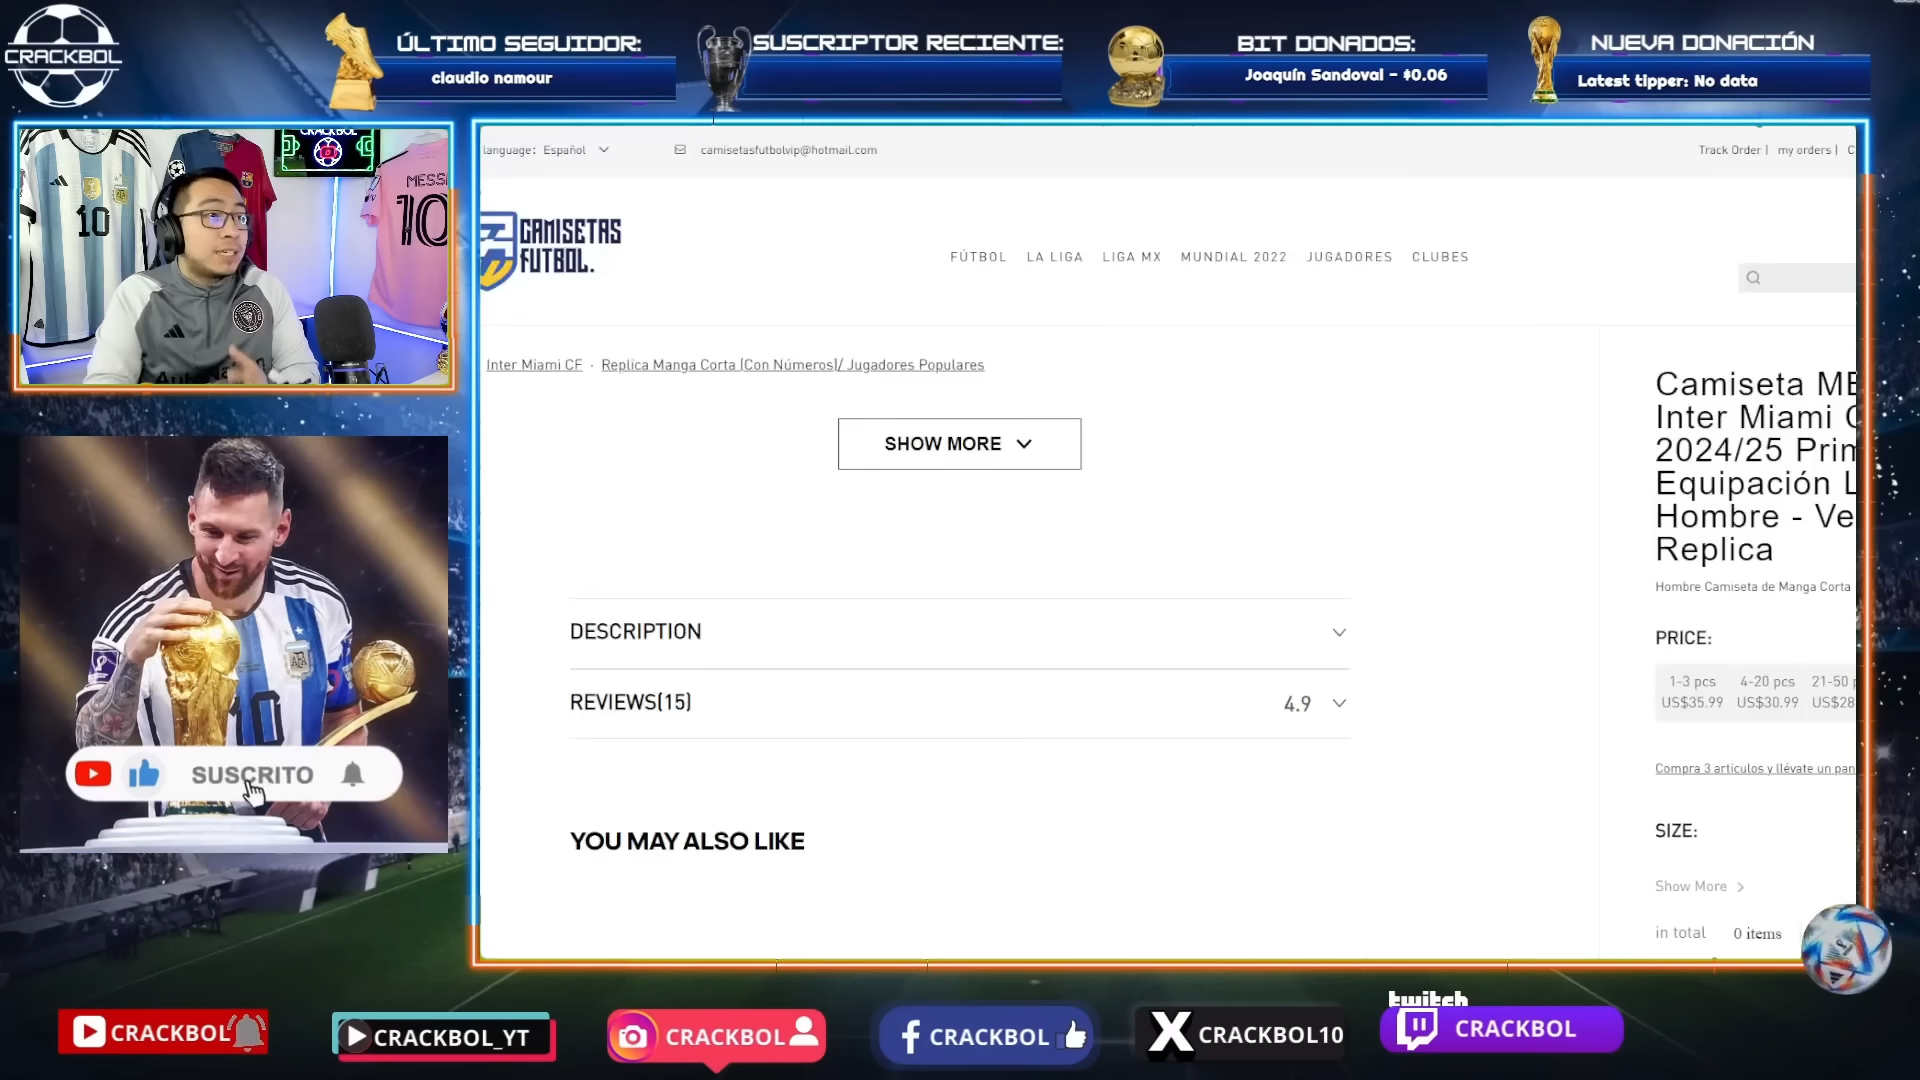 CRACKBOL
ÚLTIMO SEGUIDOR:
claudio namour
SUSCRIPTOR RECIENTE:
BIT DONADOS:
Joaquín Sandoval - $0.06
NUEVA DONACIÓN
Latest tipper: No data
CRACKBOL
10
MESSI
10
language: Español
camisetasfutbolvip@hotmail.com
Track Order |
my orders |
C
CAMISETAS
FUTBOL.
FÚTBOL
LA LIGA
LIGA MX
MUNDIAL 2022
JUGADORES
CLUBES
Inter Miami CF · Replica Manga Corta (Con Números)/ Jugadores Populares
SHOW MORE
Camiseta ME
Inter Miami C
2024/25 Prim
Equipación L
Hombre - Ve
Replica
Hombre Camiseta de Manga Corta
PRICE:
1-3 pcs
4-20 pcs
21-50 p
US$35.99
US$30.99
US$28
Compra 3 articulos y llévate un pan
SIZE:
Show More
in total
0 items
DESCRIPTION
REVIEWS(15)
4.9
YOU MAY ALSO LIKE
AFA
10
SUSCRITO
CRACKBOL
CRACKBOL_YT
CRACKBOL
CRACKBOL
CRACKBOL10
twitch
CRACKBOL